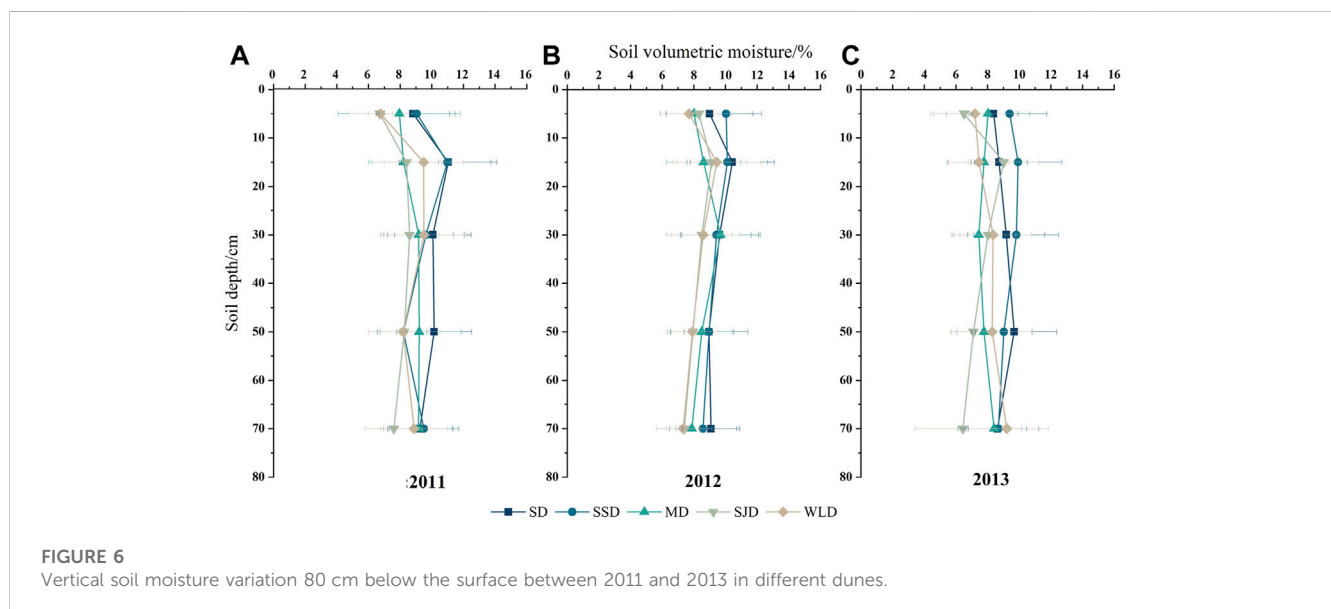 Soil volumetric moisture/%
A B C
0 2 4 6 8 10 12 14 16 0 2 4 6 8 10 12 14 16 0 2 4 6 8 10 12 14 16
0 0 0
10 10 10
20 20 20
30 30 30
Soil depth/cm
40 40 40
50 50 50
60 60 60
70 70 70
80 80 80
:2011 2012 2013
SD SSD MD SJD WLD
FIGURE 6
Vertical soil moisture variation 80 cm below the surface between 2011 and 2013 in different dunes.